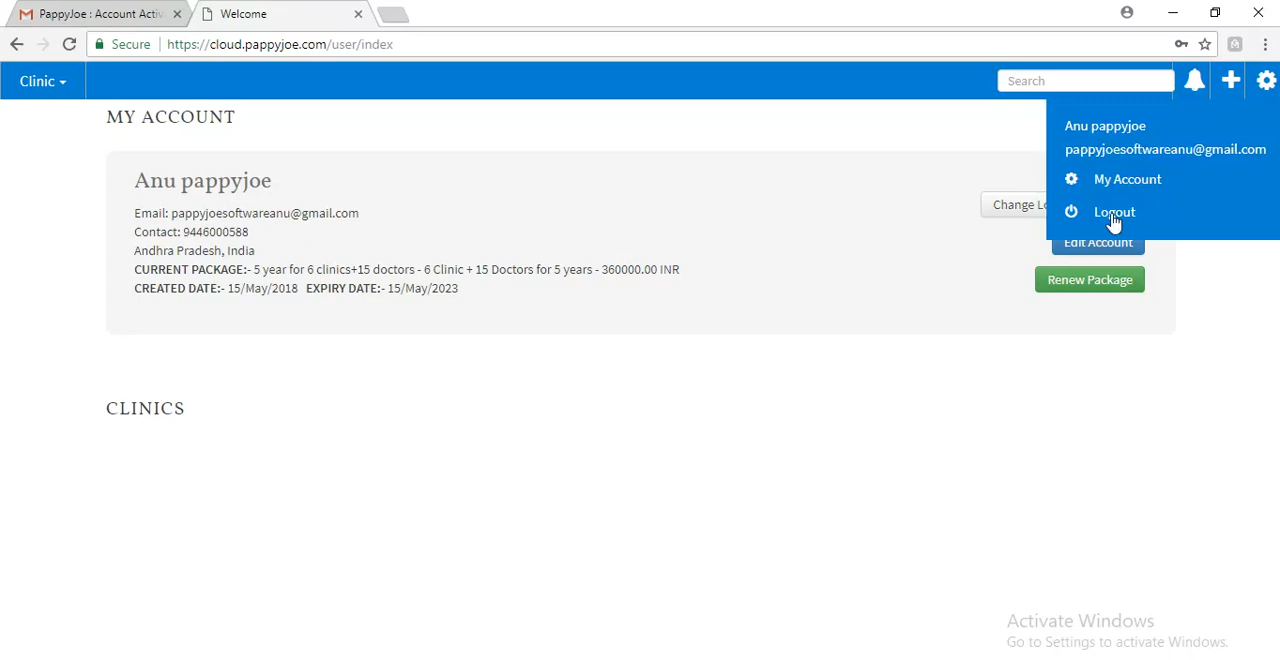 PappyJoe : Account Activ
Welcome
Secure
https://cloud.pappyjoe.com/user/index
Clinic
Search
MY ACCOUNT
Anu pappyjoe
pappyjoesoftwareanu@gmail.com
My Account
Logout
Anu pappyjoe
Email: pappyjoesoftwareanu@gmail.com
Change Lo
Contact: 9446000588
Edit Account
Andhra Pradesh, India
CURRENT PACKAGE:- 5 year for 6 clinics+15 doctors - 6 Clinic + 15 Doctors for 5 years - 360000.00 INR
Renew Package
CREATED DATE:- 15/May/2018 EXPIRY DATE:- 15/May/2023
CLINICS
Activate Windows
Go to Settings to activate Windows.